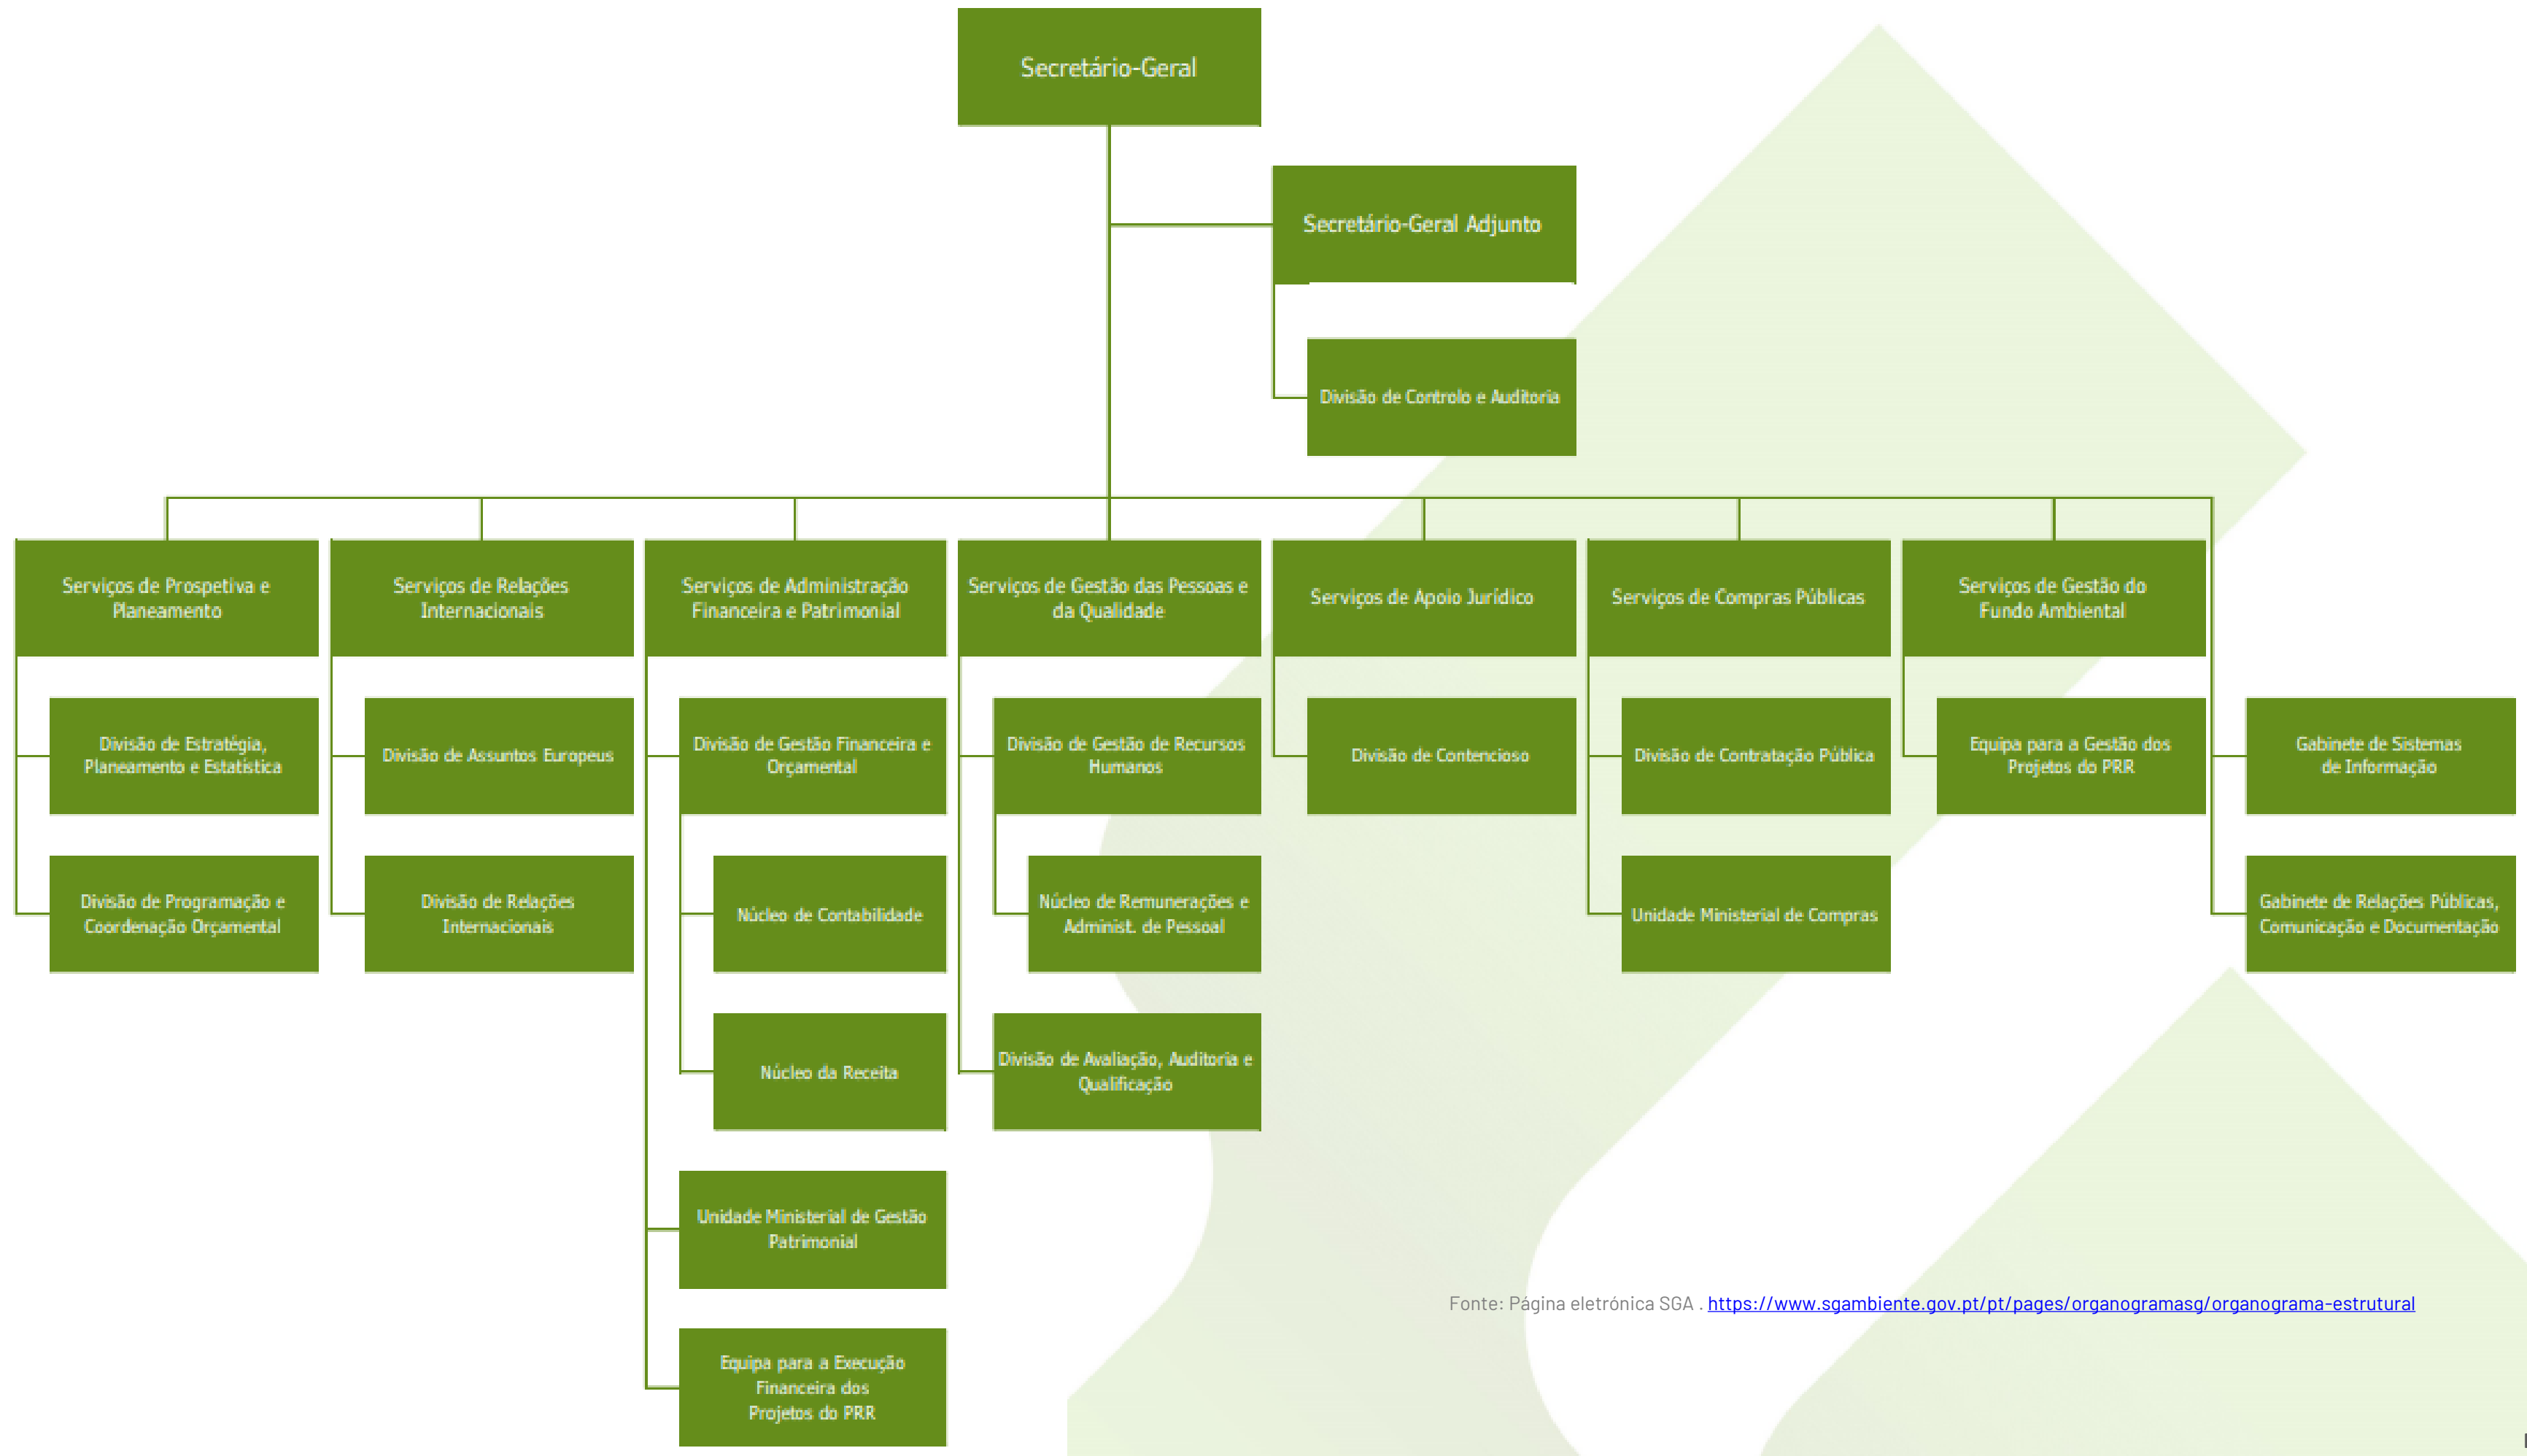 Secretário-Geral
Secretário-Geral Adjunto
Divisão de Controlo e Auditoria
Serviços de Prospetiva e
Planeamento
Divisão de Estratégia,
Planeamento e Estatística
Divisão de Programação e
Coordenação Orçamental
Serviços de Relações
Internacionais
Divisão de Assuntos Europeus
Divisão de Relações
Internacionais
Serviços de Administração
Financeira e Patrimonial
Divisão de Gestão Financeira e
Orçamental
Núcleo de Contabilidade
Núcleo da Receita
Unidade Ministerial de Gestão
Patrimonial
Equipa para a Execução
Financeira dos
Projetos do PRR
Serviços de Gestão das Pessoas e
da Qualidade
Divisão de Gestão de Recursos
Humanos
Núcleo de Remunerações e
Administ. de Pessoal
Divisão de Avaliação, Auditoria e
Qualificação
Serviços de Apoio Jurídico
Divisão de Contencioso
Serviços de Compras Públicas
Divisão de Contratação Pública
Unidade Ministerial de Compras
Serviços de Gestão do
Fundo Ambiental
Equipa para a Gestão dos
Projetos do PRR
Gabinete de Sistemas
de Informação
Gabinete de Relações Públicas,
Comunicação e Documentação
Fonte: Página eletrónica SGA . https://www.sgambiente.gov.pt/pt/pages/organogramasg/organograma-estrutural